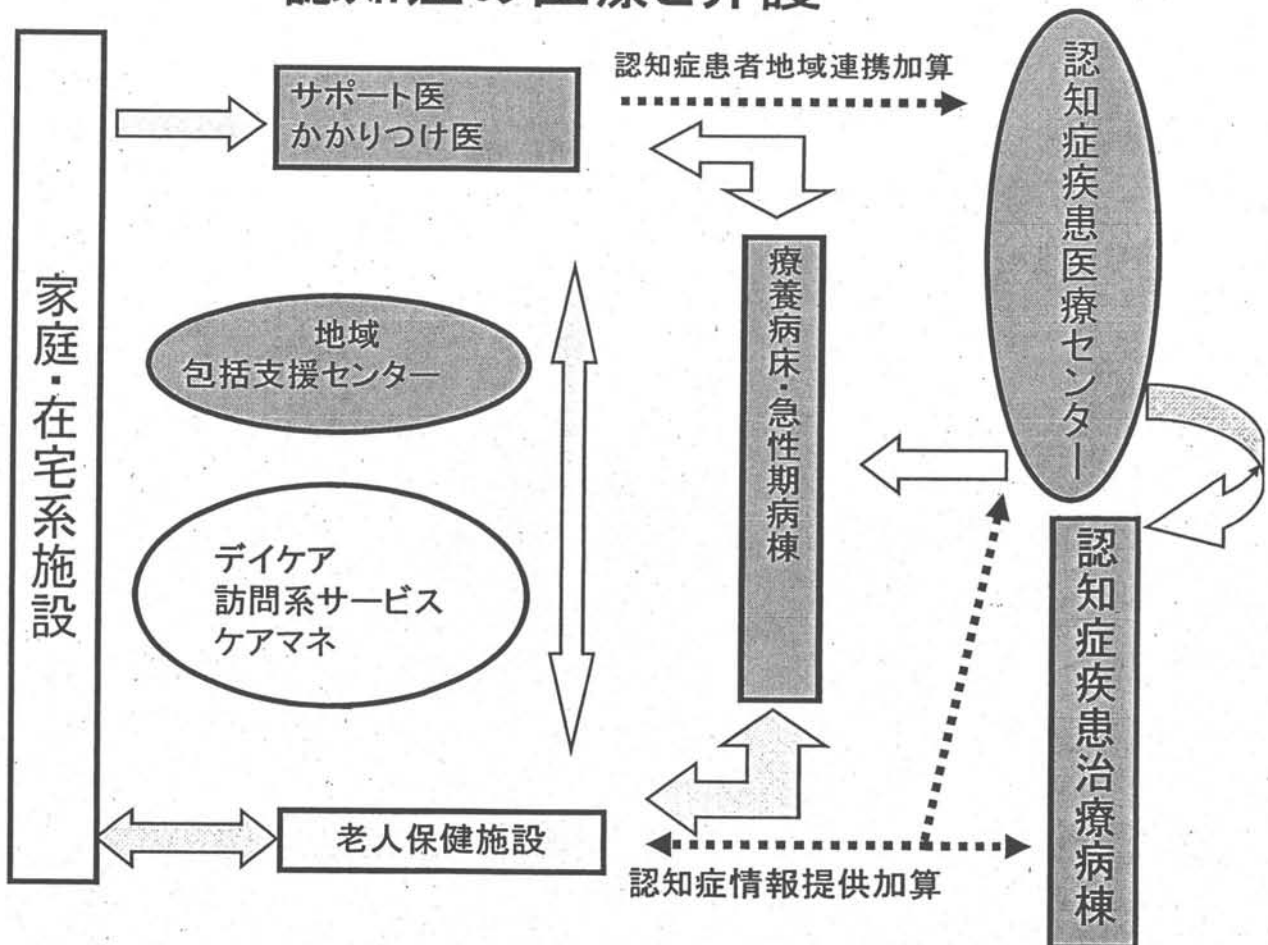 認知症患者地域連携加算
サポート医
かかりつけ医
認知症疾患医療センター
家庭・在宅系施設
療養病床・急性期病棟
地域
包括支援センター
デイケア
訪問系サービス
ケアマネ
認知症疾患治療病棟
老人保健施設
認知症情報提供加算